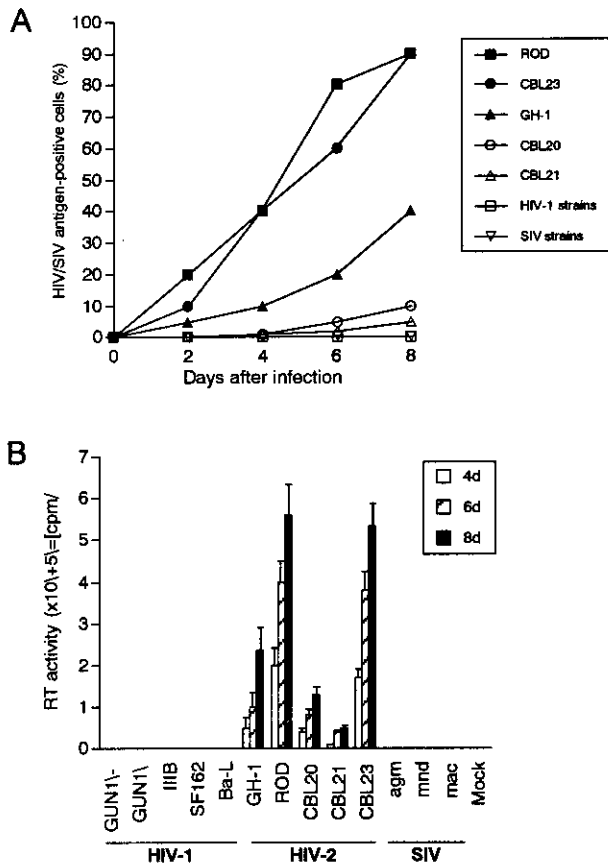 A
HIV/SIV antigen-positive cells (%)
100
90
80
70
60
50
40
30
20
10
0
0 2 4 6 8
Days after infection
ROD
CBL23
GH-1
CBL20
CBL21
HIV-1 strains
SIV strains
B
RT activity (x10\+5\=[cpm/
7
6
5
4
3
2
1
0
4d
6d
8d
GUN1\-
GUN1\
IIIB
SF162
Ba-L
GH-1
ROD
CBL20
CBL21
CBL23
agm
mnd
mac
Mock
HIV-1 HIV-2 SIV